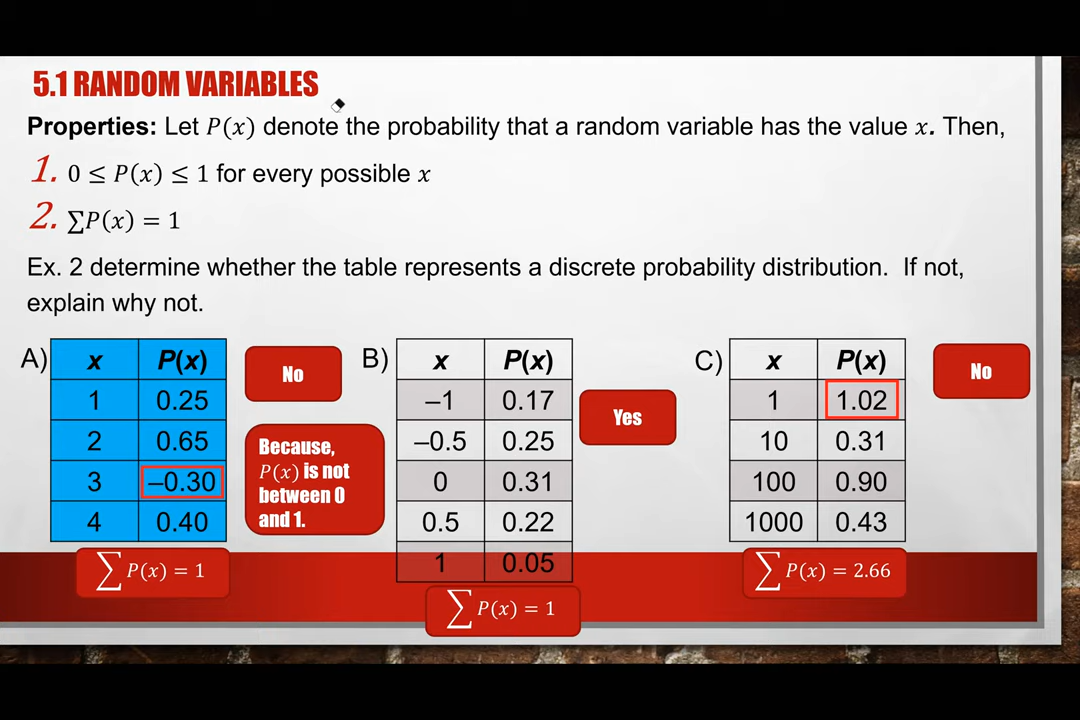 5.1 RANDOM VARIABLES
Properties: Let P(x) denote the probability that a random variable has the value x. Then,
1. 0 ≤ P(x) ≤ 1 for every possible x
2. ∑P(x) = 1
Ex. 2 determine whether the table represents a discrete probability distribution. If not,
explain why not.
A)
x P(x)
1 0.25
2 0.65
3 –0.30
4 0.40
∑ P(x) = 1
No
Because,
P(x) is not
between 0
and 1.
B)
x P(x)
–1 0.17
–0.5 0.25
0 0.31
0.5 0.22
1 0.05
∑ P(x) = 1
Yes
C)
x P(x)
1 1.02
10 0.31
100 0.90
1000 0.43
∑ P(x) = 2.66
No